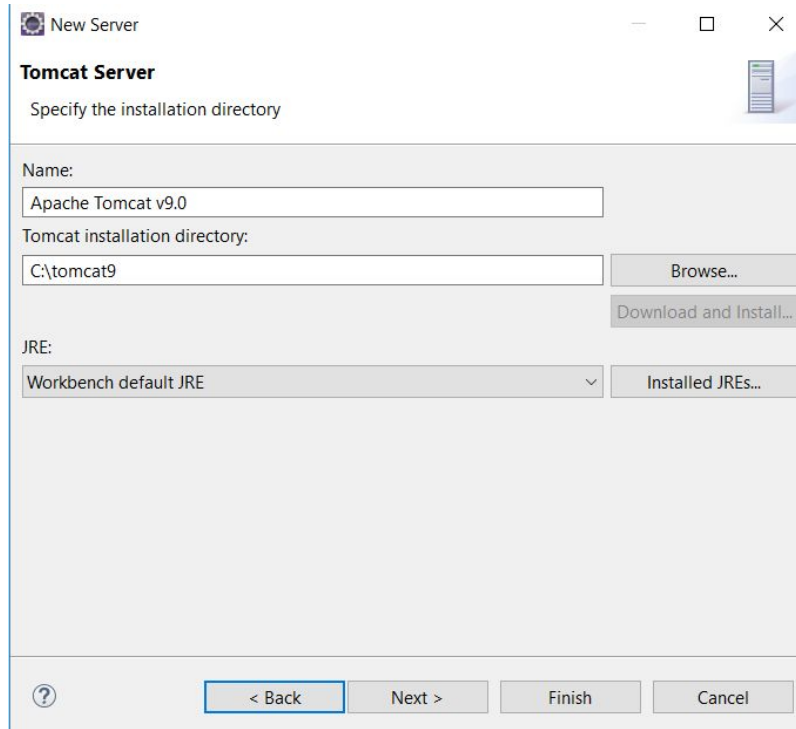 New Server
Tomcat Server
Specify the installation directory
Name:
Apache Tomcat v9.0
Tomcat installation directory:
C:\tomcat9
Browse...
Download and Install...
JRE:
Workbench default JRE
Installed JREs...
?
< Back
Next >
Finish
Cancel